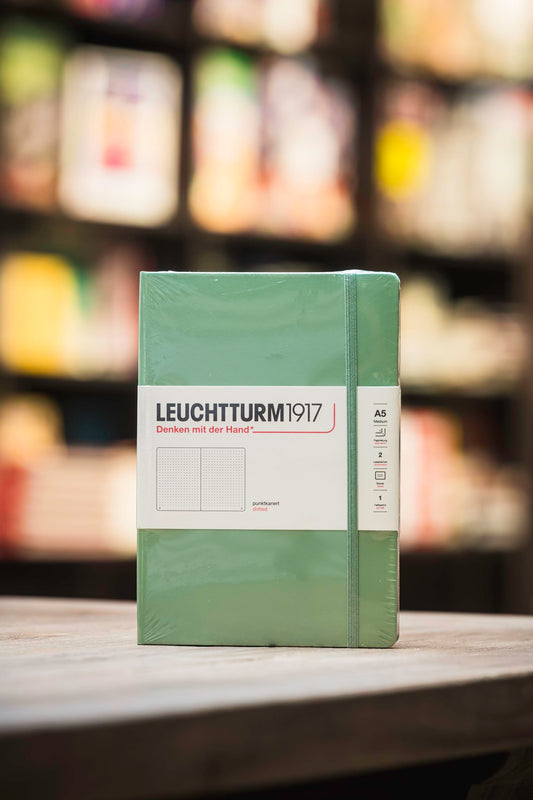 LEUCHTTURM1917
Denken mit der Hand*
punktkariert
dotted
A5
Medium
2
1